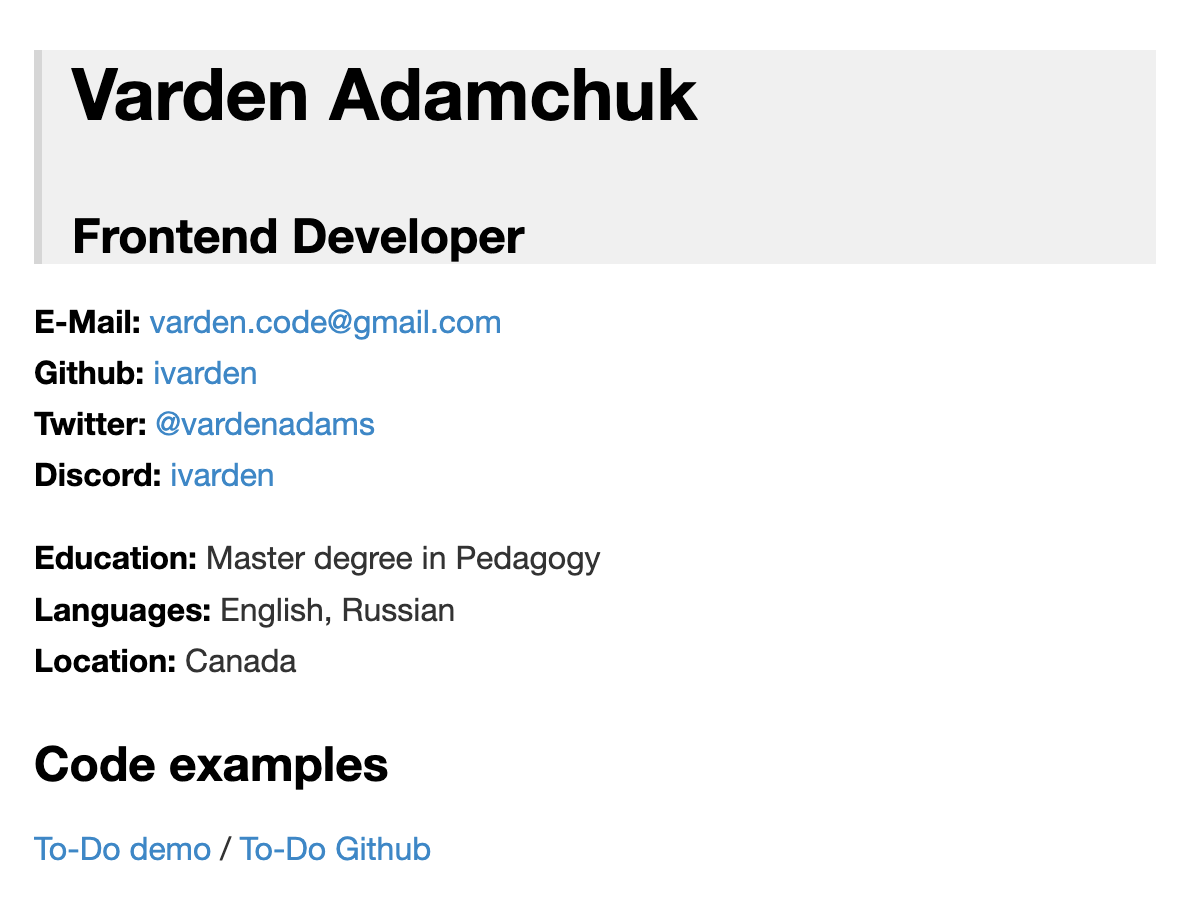 Varden Adamchuk
Frontend Developer
E-Mail: varden.code@gmail.com
Github: ivarden
Twitter: @vardenadams
Discord: ivarden
Education: Master degree in Pedagogy
Languages: English, Russian
Location: Canada
Code examples
To-Do demo / To-Do Github